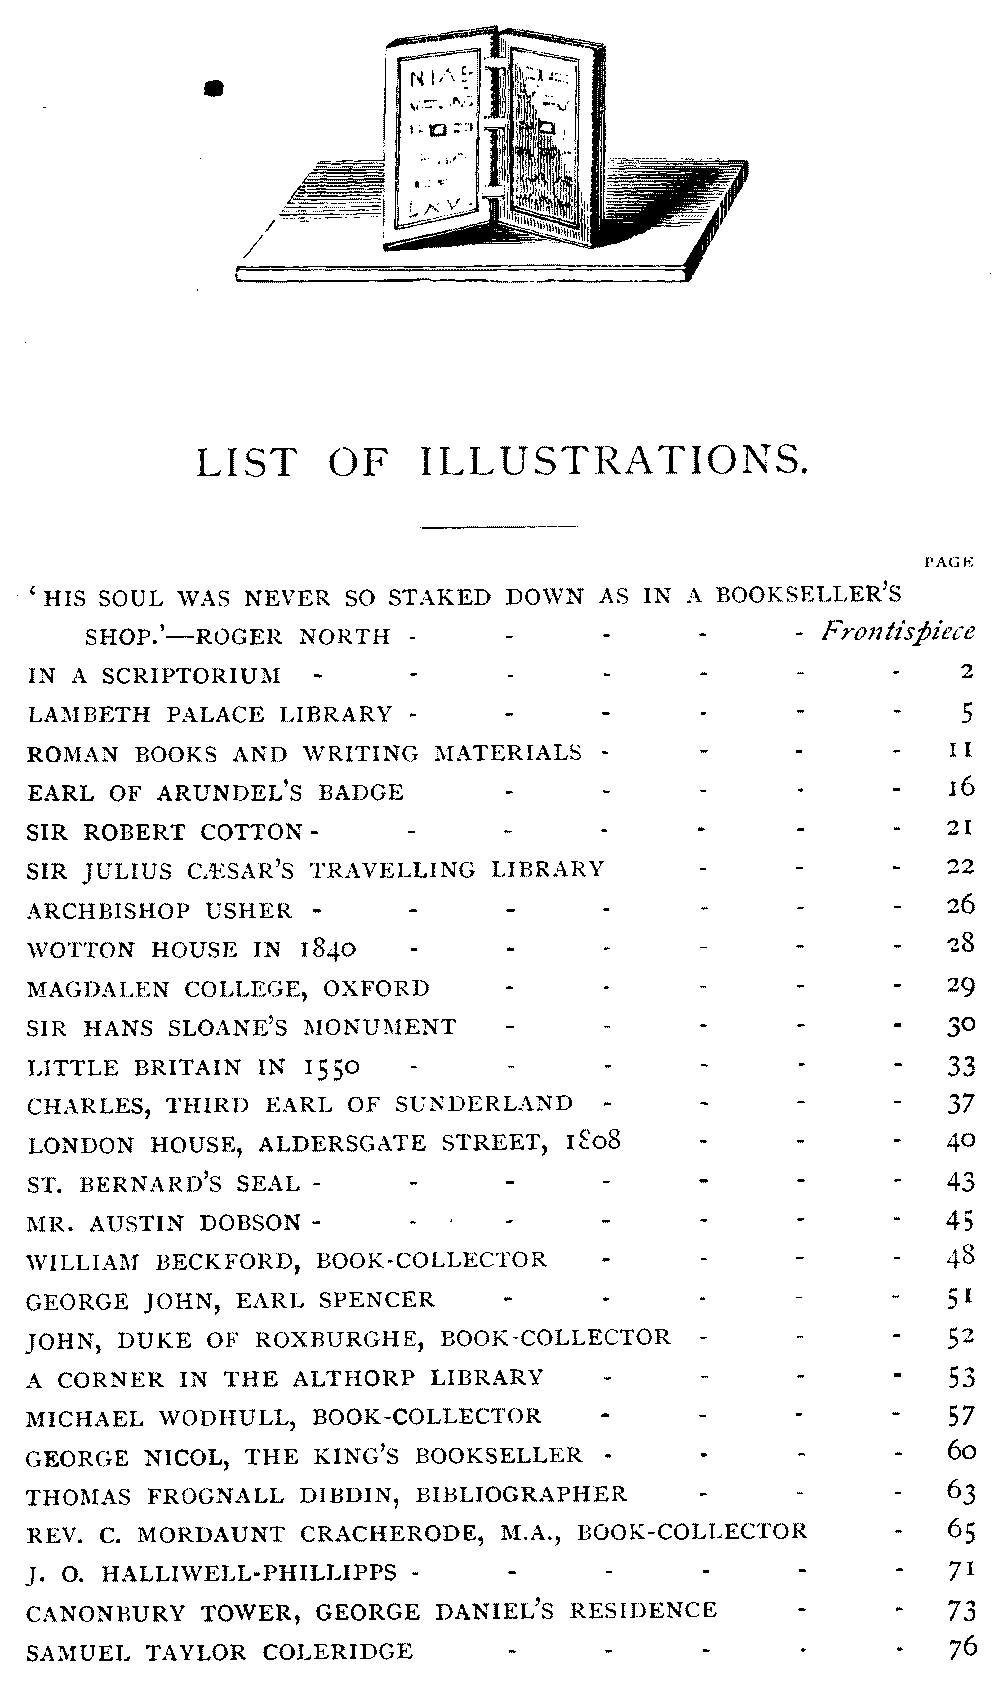 LIST OF ILLUSTRATIONS.
PAGE
'HIS SOUL WAS NEVER SO STAKED DOWN AS IN A BOOKSELLER'S
SHOP.'—ROGER NORTH - - - - - Frontispiece
IN A SCRIPTORIUM - - - - - - - 2
LAMBETH PALACE LIBRARY - - - - - - 5
ROMAN BOOKS AND WRITING MATERIALS - - - - 11
EARL OF ARUNDEL'S BADGE - - - - - 16
SIR ROBERT COTTON - - - - - - - 21
SIR JULIUS CÆSAR'S TRAVELLING LIBRARY - - - 22
ARCHBISHOP USHER - - - - - - - 26
WOTTON HOUSE IN 1840 - - - - - - 28
MAGDALEN COLLEGE, OXFORD - - - - - 29
SIR HANS SLOANE'S MONUMENT - - - - - 30
LITTLE BRITAIN IN 1550 - - - - - - 33
CHARLES, THIRD EARL OF SUNDERLAND - - - - 37
LONDON HOUSE, ALDERSGATE STREET, 1808 - - - 40
ST. BERNARD'S SEAL - - - - - - - 43
MR. AUSTIN DOBSON - - - - - - - 45
WILLIAM BECKFORD, BOOK-COLLECTOR - - - - 48
GEORGE JOHN, EARL SPENCER - - - - - 51
JOHN, DUKE OF ROXBURGHE, BOOK-COLLECTOR - - - 52
A CORNER IN THE ALTHORP LIBRARY - - - - 53
MICHAEL WODHULL, BOOK-COLLECTOR - - - - 57
GEORGE NICOL, THE KING'S BOOKSELLER - - - - 60
THOMAS FROGNALL DIBDIN, BIBLIOGRAPHER - - - 63
REV. C. MORDAUNT CRACHERODE, M.A., BOOK-COLLECTOR - 65
J. O. HALLIWELL-PHILLIPPS - - - - - - 71
CANONBURY TOWER, GEORGE DANIEL'S RESIDENCE - - 73
SAMUEL TAYLOR COLERIDGE - - - - - 76